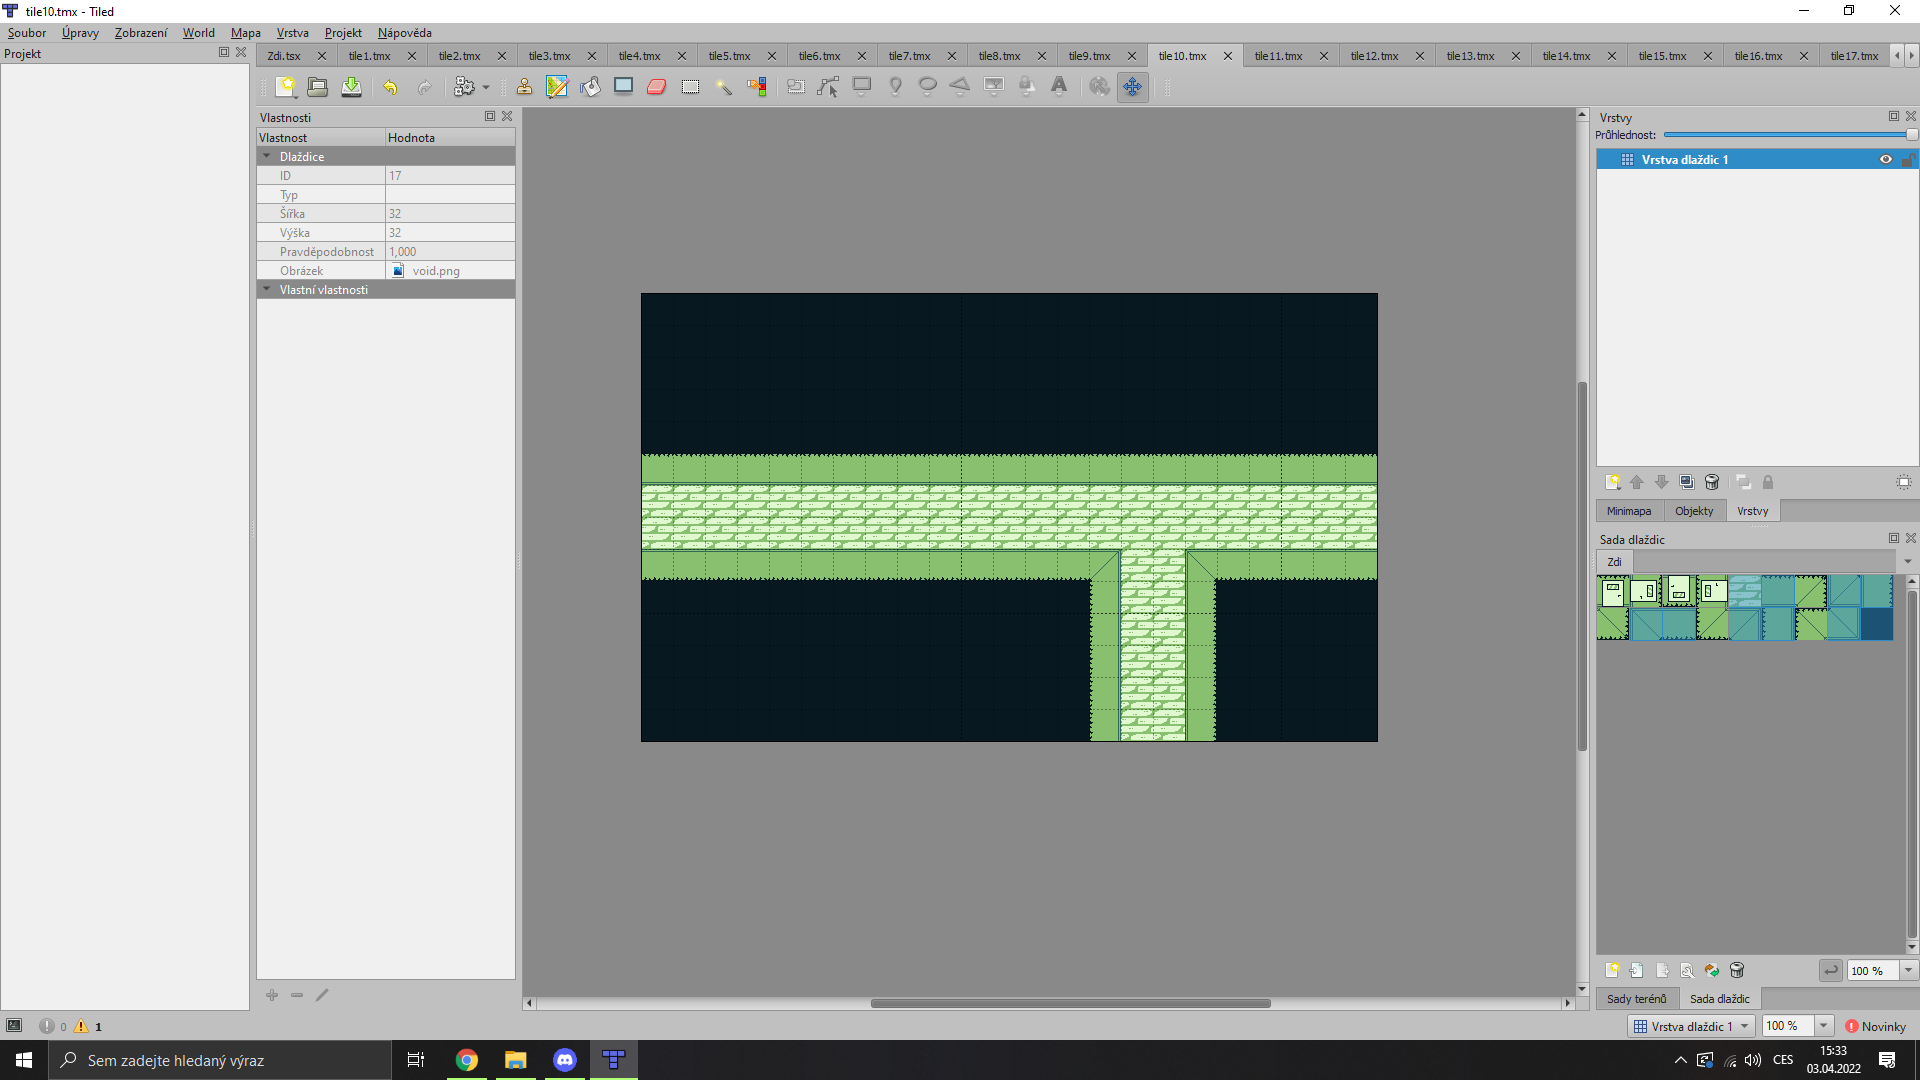 tile10.tmx - Tiled
Soubor Úpravy Zobrazení World Mapa Vrstva Projekt Nápověda
Projekt
Zdi.tsx tile1.tmx tile2.tmx tile3.tmx tile4.tmx tile5.tmx tile6.tmx tile7.tmx tile8.tmx tile9.tmx tile10.tmx tile11.tmx tile12.tmx tile13.tmx tile14.tmx tile15.tmx tile16.tmx tile17.tmx
Vlastnosti
Vlastnost Hodnota
Dlaždice
ID 17
Typ
Šířka 32
Výška 32
Pravděpodobnost 1,000
Obrázek void.png
Vlastní vlastnosti
Vrstvy
Průhlednost:
Vrstva dlaždic 1
Minimapa Objekty Vrstvy
Sada dlaždic
Zdi
100 %
Sady terénů Sada dlaždic
0 1
Vrstva dlaždic 1 100 % Novinky
Sem zadejte hledaný výraz
CES
15:33
03.04.2022